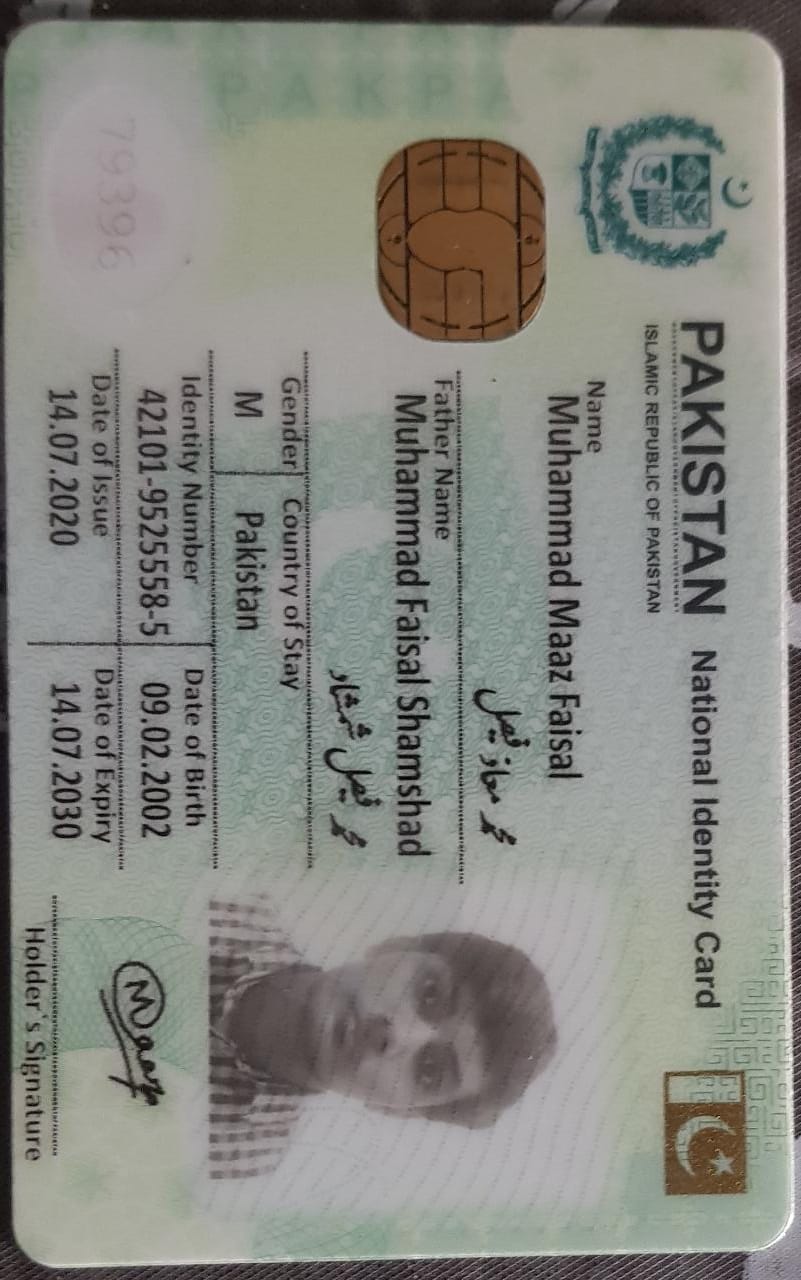 PAKISTAN National Identity Card
ISLAMIC REPUBLIC OF PAKISTAN
Name
Muhammad Maaz Faisal
محمد معاذ فیصل
Father Name
Muhammad Faisal Shamshad
محمد فیصل شمشاد
Gender Country of Stay
M Pakistan
Identity Number Date of Birth
42101-9525558-5 09.02.2002
Date of Issue Date of Expiry
14.07.2020 14.07.2030
Holder's Signature
Maaz
79396
PAKPA